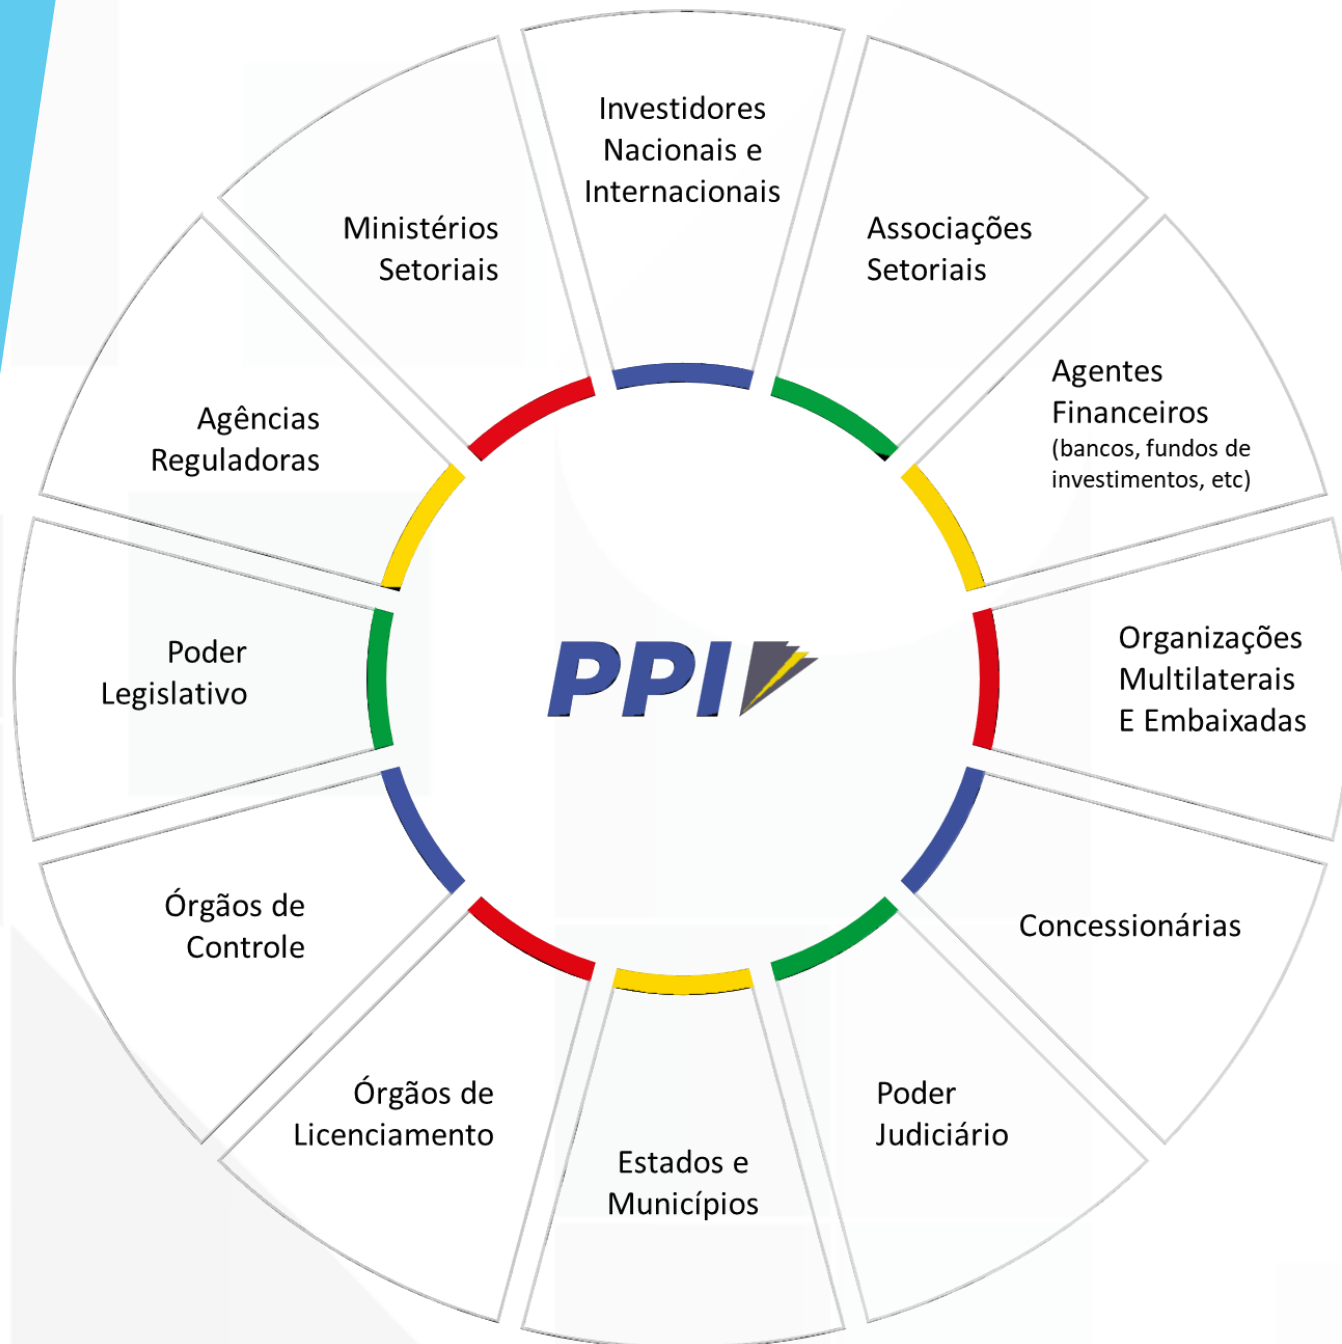 Investidores
Nacionais e
Internacionais
Associações
Setoriais
Agentes
Financeiros
(bancos, fundos de
investimentos, etc)
Organizações
Multilaterais
E Embaixadas
Concessionárias
Poder
Judiciário
Estados e
Municípios
Órgãos de
Licenciamento
Órgãos de
Controle
Poder
Legislativo
Agências
Reguladoras
Ministérios
Setoriais
PPI